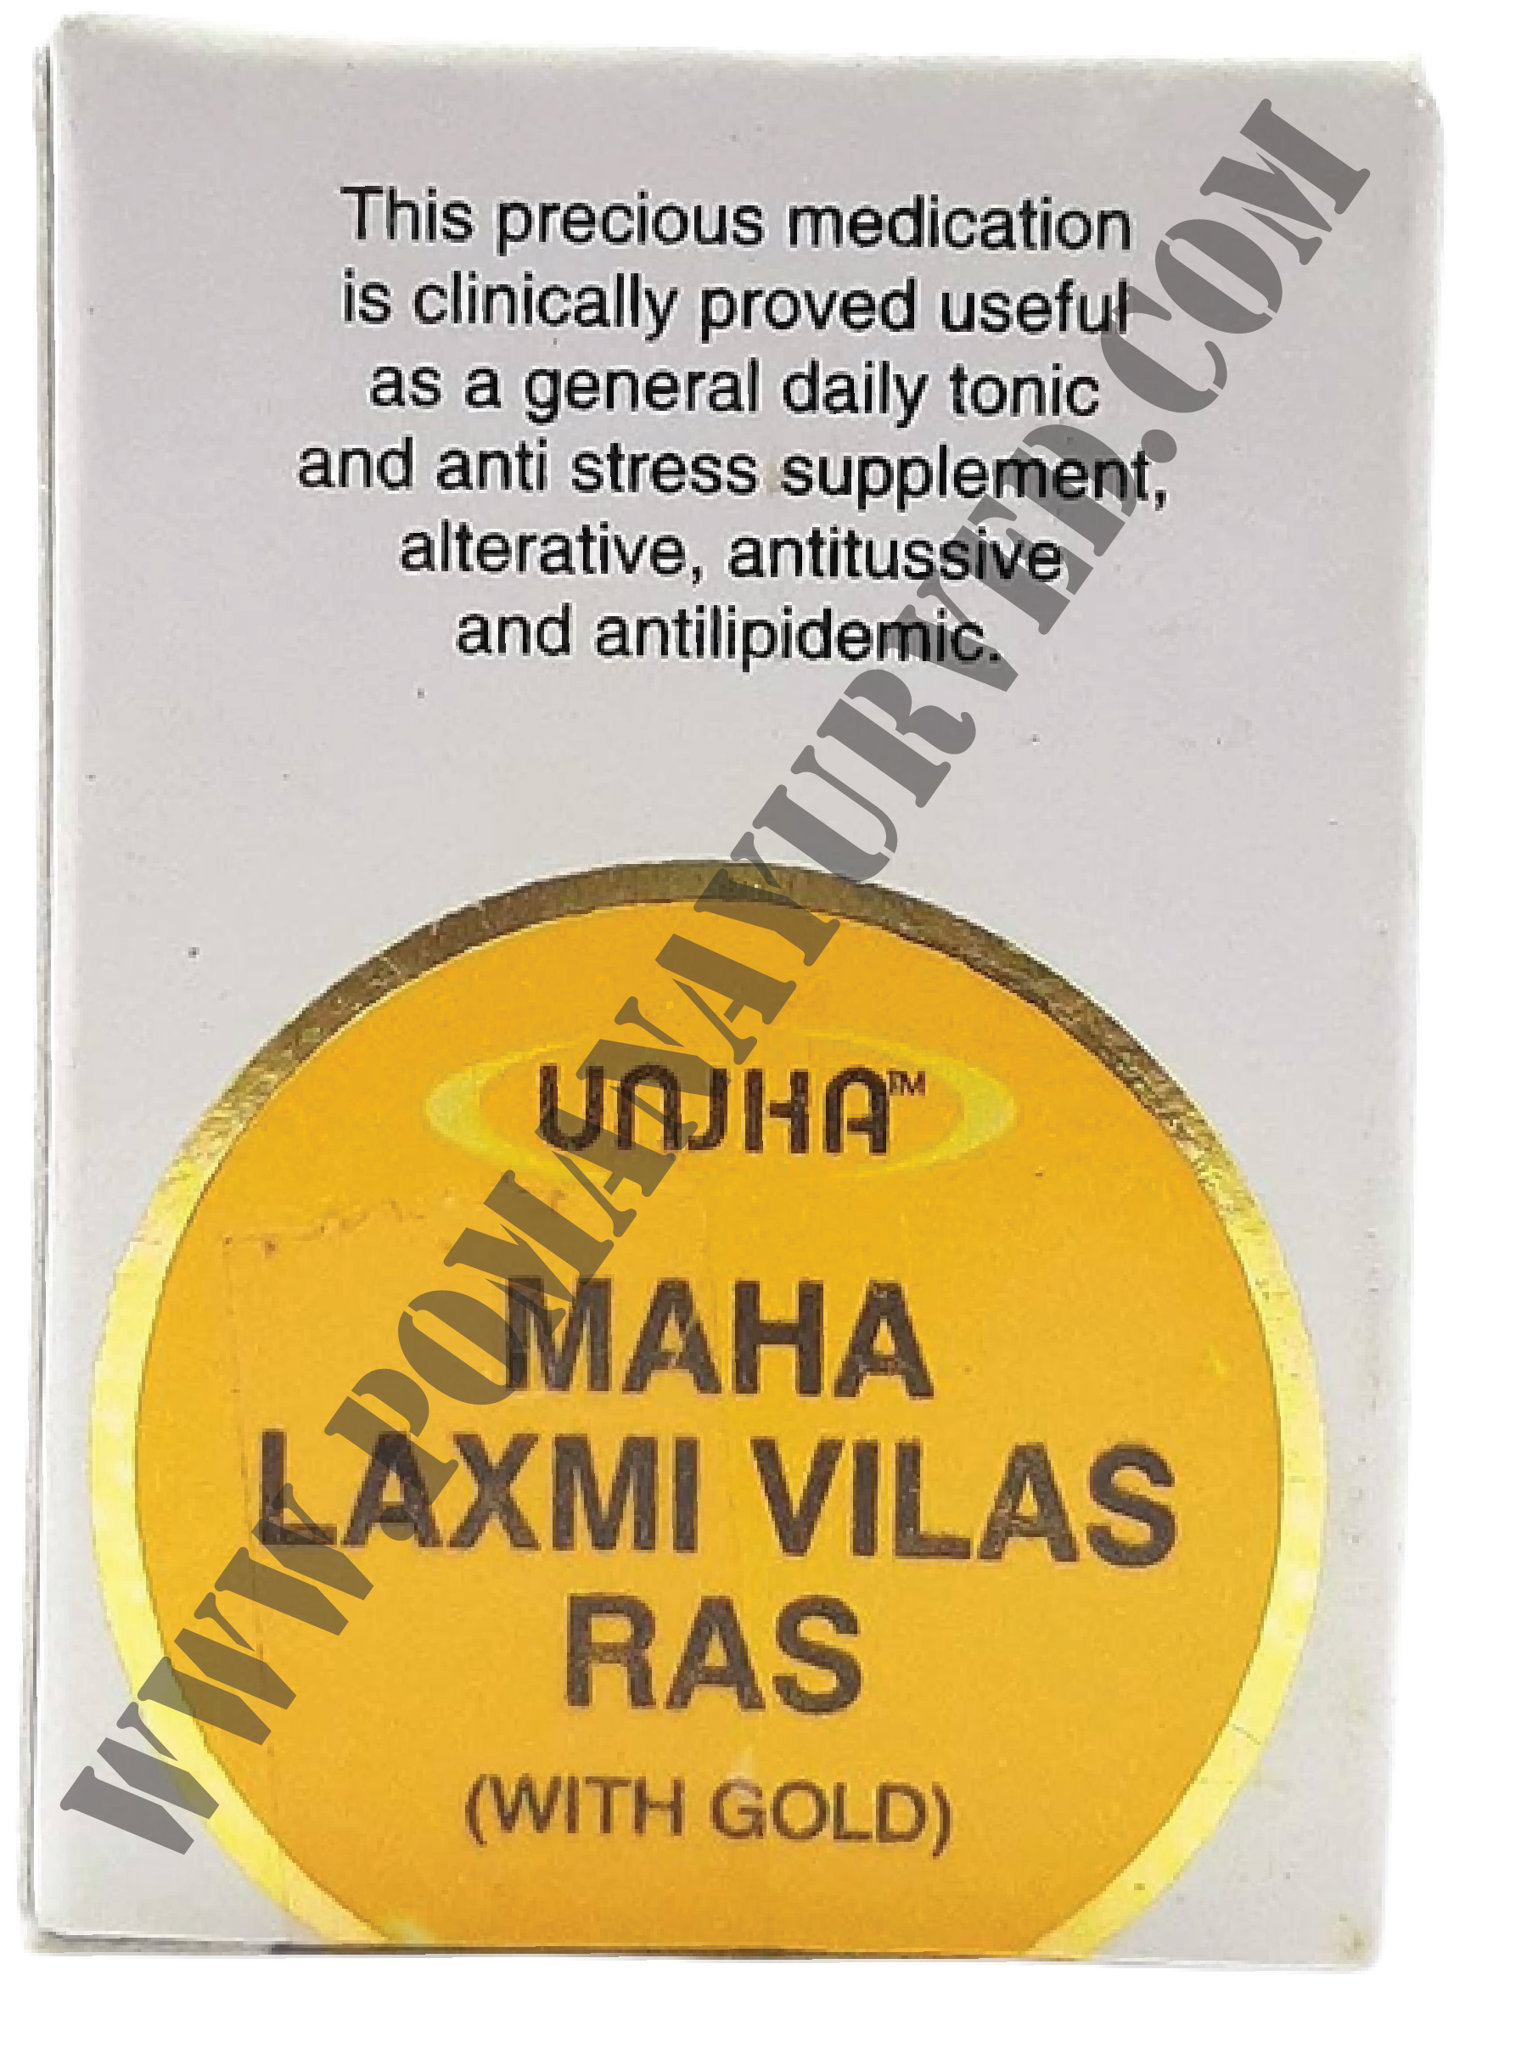 This precious medication
is clinically proved useful
as a general daily tonic
and anti stress supplement,
alterative, antitussive
and antilipidemic.
UNJHA™
MAHA
LAXMI VILAS
RAS
(WITH GOLD)
WWW.POMANAYURVED.COM